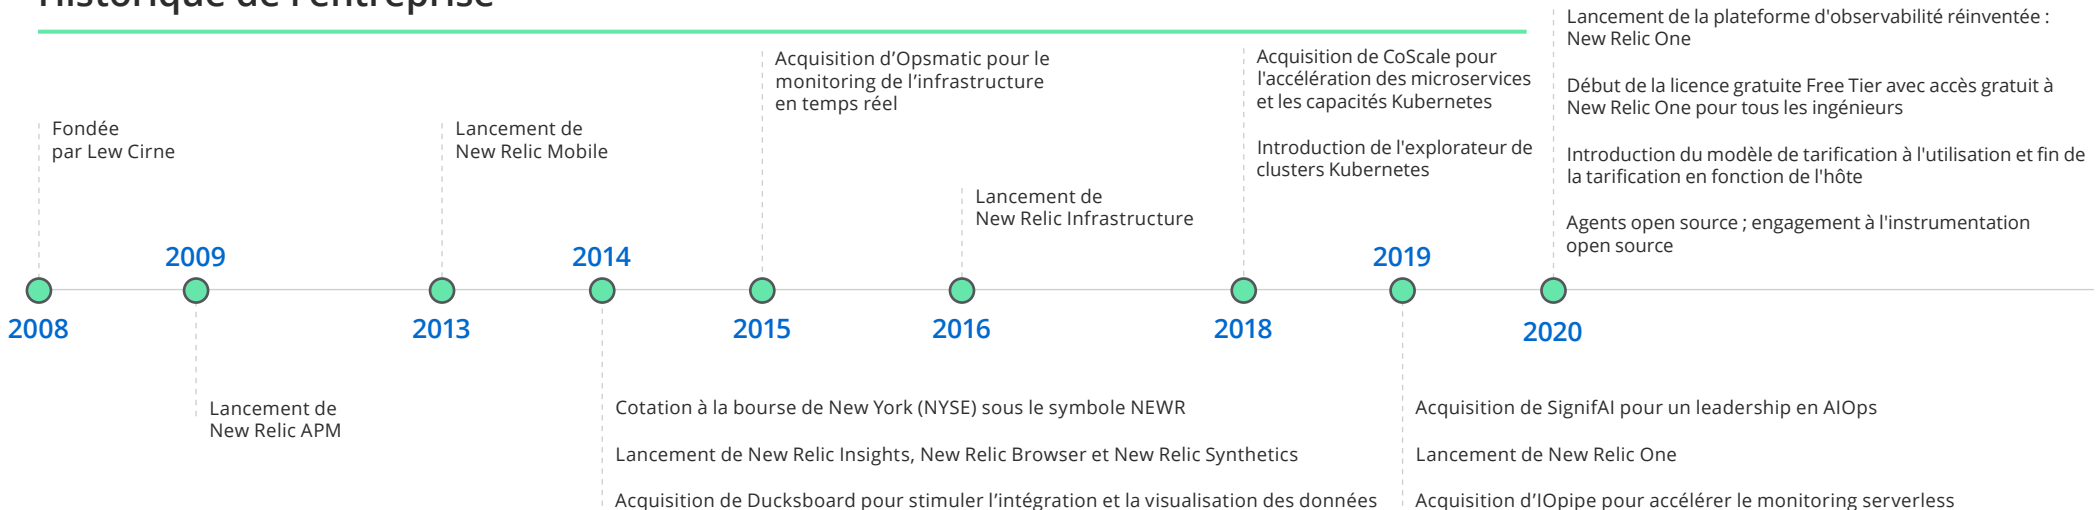 Historique de l'entreprise
Fondée
par Lew Cirne
2008
2009
Lancement de
New Relic APM
Lancement de
New Relic Mobile
2013
2014
Cotation à la bourse de New York (NYSE) sous le symbole NEWR
Lancement de New Relic Insights, New Relic Browser et New Relic Synthetics
Acquisition de Ducksboard pour stimuler l’intégration et la visualisation des données
Acquisition d’Opsmatic pour le
monitoring de l’infrastructure
en temps réel
2015
Lancement de
New Relic Infrastructure
2016
Acquisition de CoScale pour
l'accélération des microservices
et les capacités Kubernetes
Introduction de l'explorateur de
clusters Kubernetes
2018
2019
Acquisition de SignifAI pour un leadership en AIOps
Lancement de New Relic One
Acquisition d’IOpipe pour accélérer le monitoring serverless
Lancement de la plateforme d'observabilité réinventée :
New Relic One
Début de la licence gratuite Free Tier avec accès gratuit à
New Relic One pour tous les ingénieurs
Introduction du modèle de tarification à l'utilisation et fin de
la tarification en fonction de l'hôte
Agents open source ; engagement à l'instrumentation
open source
2020